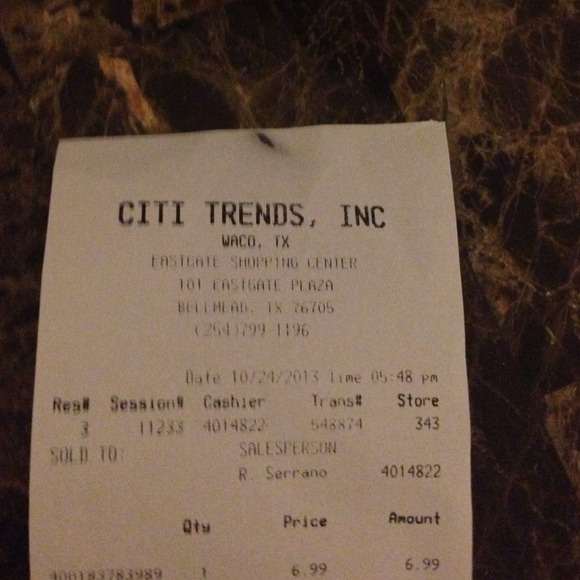 CITI TRENDS, INC
WACO, TX
EASTGATE SHOPPING CENTER
101 EASTGATE PLAZA
BELLMEAD, TX 76705
(254)799-1196
Date 10/24/2013 Time 05:48 pm
Reg# Session# Cashier Trans# Store
3 11233 4014822 548874 343
SOLD TO: SALESPERSON
R. Serrano 4014822
Qty Price Amount
400183783989 1 6.99 6.99